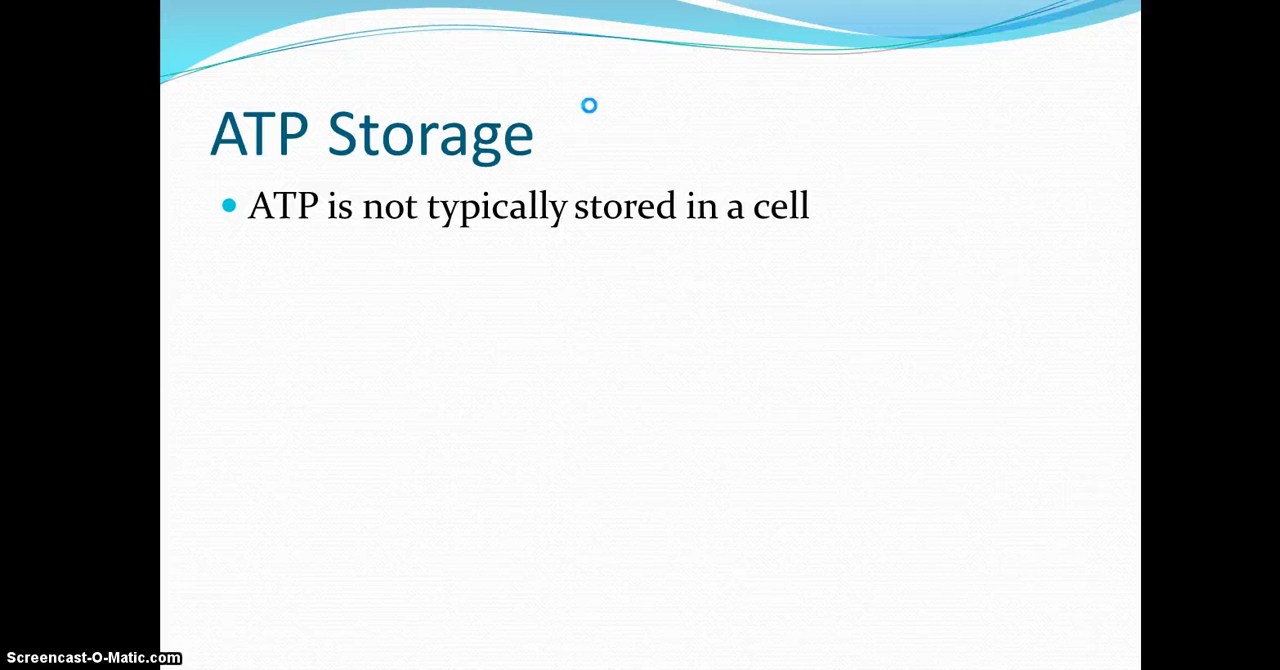 ATP Storage
ATP is not typically stored in a cell
Screencast-O-Matic.com